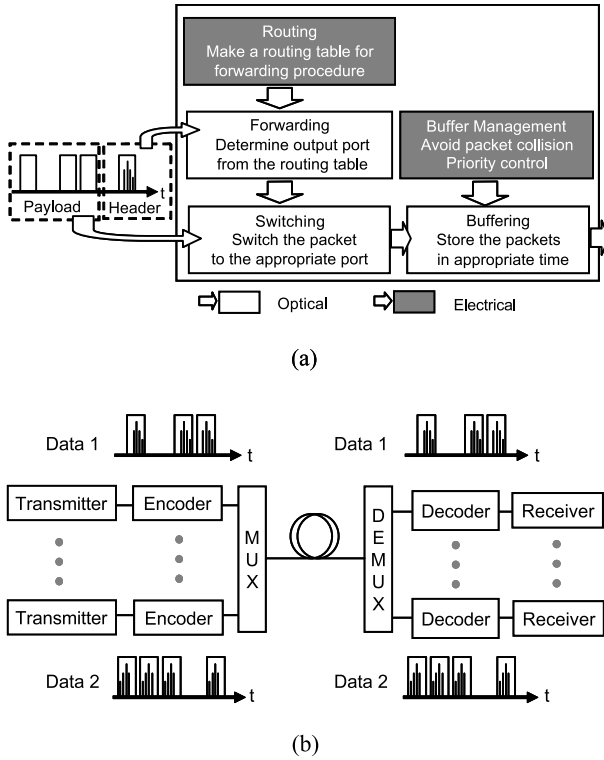 Routing
Make a routing table for
forwarding procedure
Forwarding
Determine output port
from the routing table
Buffer Management
Avoid packet collision
Priority control
t
Payload
Header
Switching
Switch the packet
to the appropriate port
Buffering
Store the packets
in appropriate time
Optical
Electrical
(a)
Data 1
t
Data 1
t
Transmitter
Encoder
MUX
DEMUX
Decoder
Receiver
Transmitter
Encoder
Decoder
Receiver
Data 2
t
Data 2
t
(b)